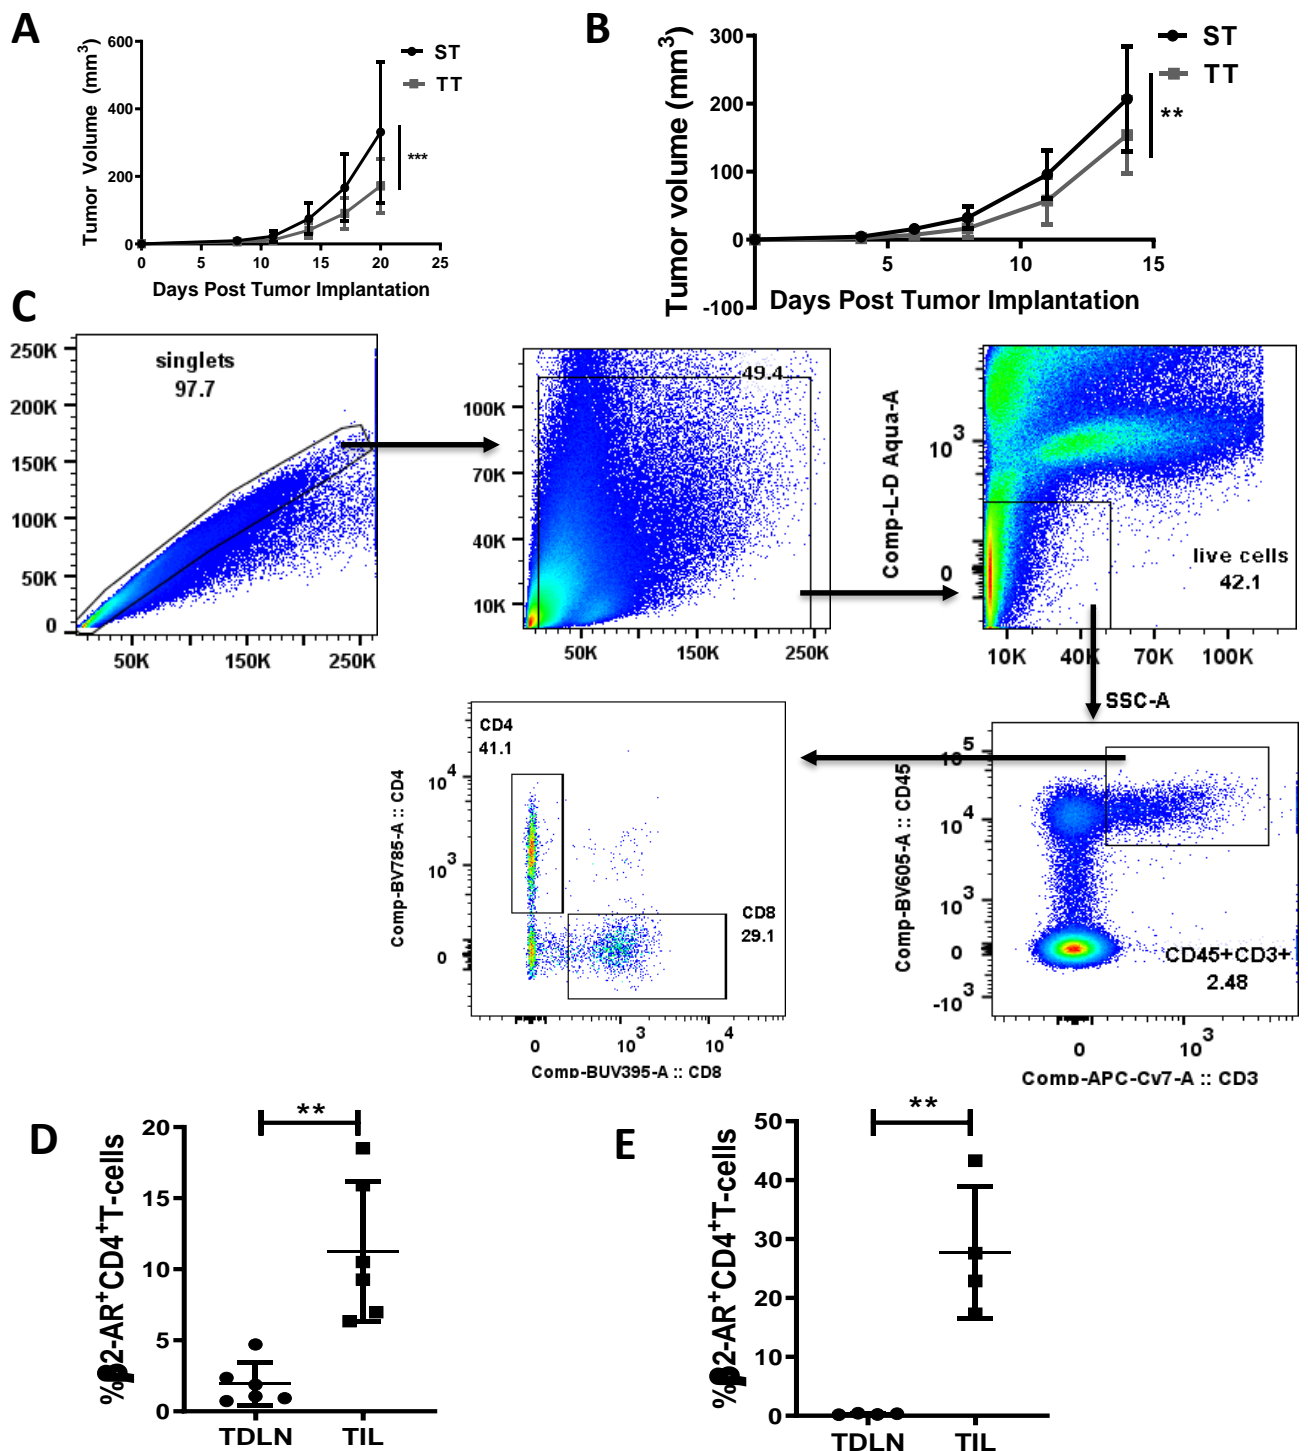 A
600
400
200
0
0 5 10 15 20 25
Tumor Volume (mm3)
Days Post Tumor Implantation
ST
TT
***
B
300
200
100
0
-100
5 10 15
Tumor volume (mm3)
Days Post Tumor Implantation
ST
TT
**
C
250K
200K
150K
100K
50K
0
50K 150K 250K
singlets
97.7
100K
70K
40K
10K
50K 150K 250K
49.4
Comp-L-D Aqua-A
10^3
0
10K 40K 70K 100K
SSC-A
live cells
42.1
CD4
41.1
Comp-BV785-A :: CD4
10^4
10^3
0
CD8
29.1
0 10^3 10^4
Comp-BUV395-A :: CD8
Comp-BV605-A :: CD45
10^5
10^4
10^3
0
-10^3
CD45+CD3+
2.48
0 10^3
Comp-APC-Cy7-A :: CD3
D
%β2-AR+CD4+T-cells
20
15
10
5
0
**
TDLN TIL
E
%β2-AR+CD4+T-cells
50
40
30
20
10
0
**
TDLN TIL